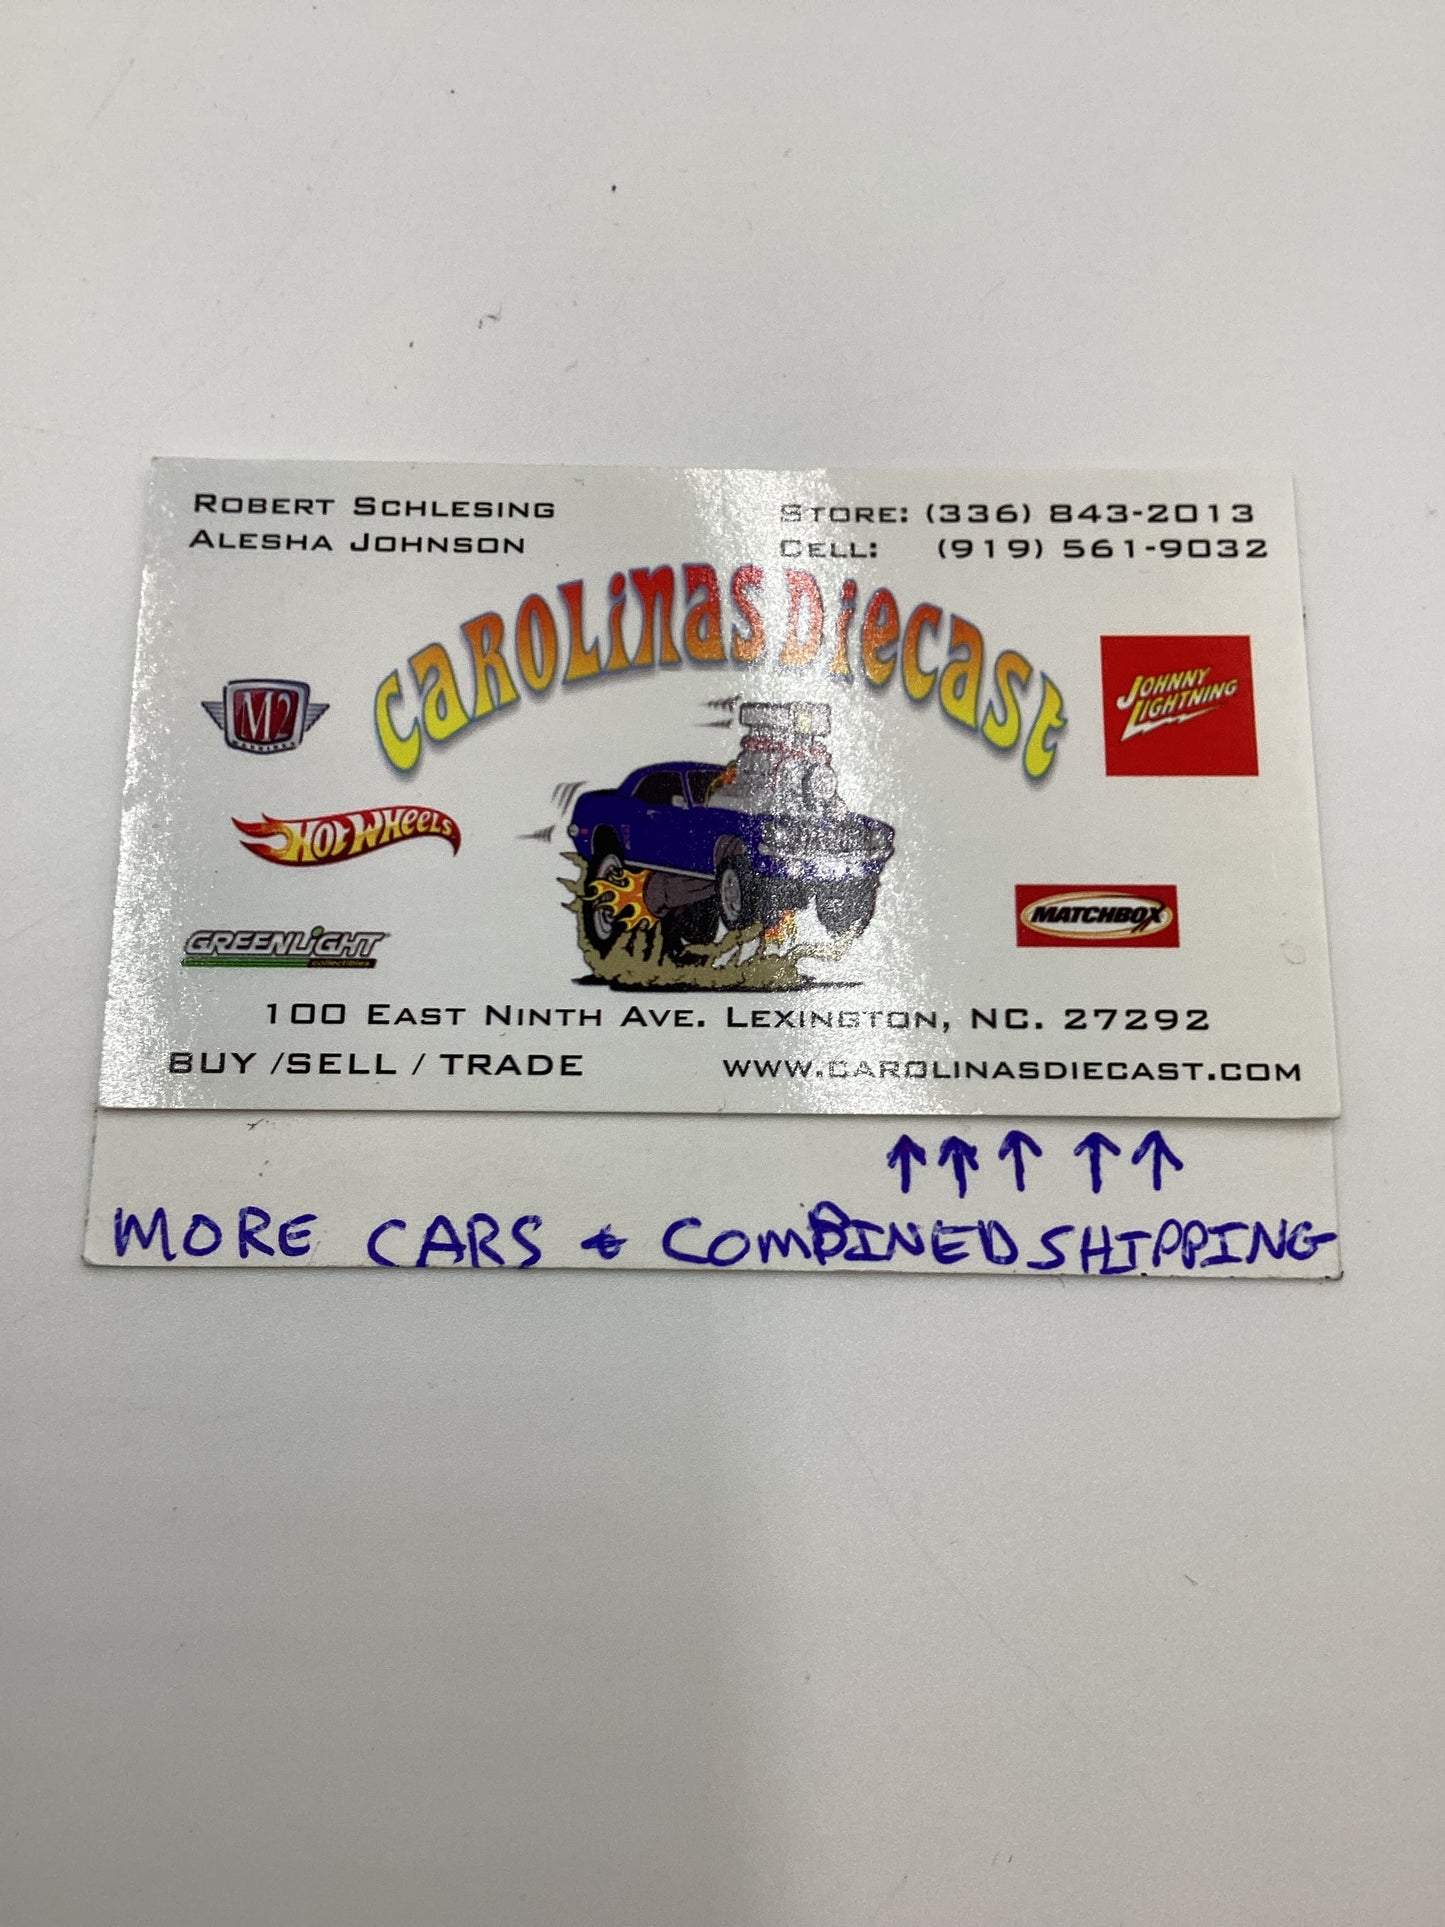 ROBERT SCHLESING
ALESHA JOHNSON
STORE: (336) 843-2013
CELL: (919) 561-9032
CAROLINAS DIECAST
M2
MACHINES
JOHNNY
LIGHTNING
HOT WHEELS
MATCHBOX
GREENLIGHT
collectibles
100 EAST NINTH AVE. LEXINGTON, NC. 27292
BUY /SELL / TRADE
WWW.CAROLINASDIECAST.COM
↑↑↑↑↑
MORE CARS & COMBINED SHIPPING